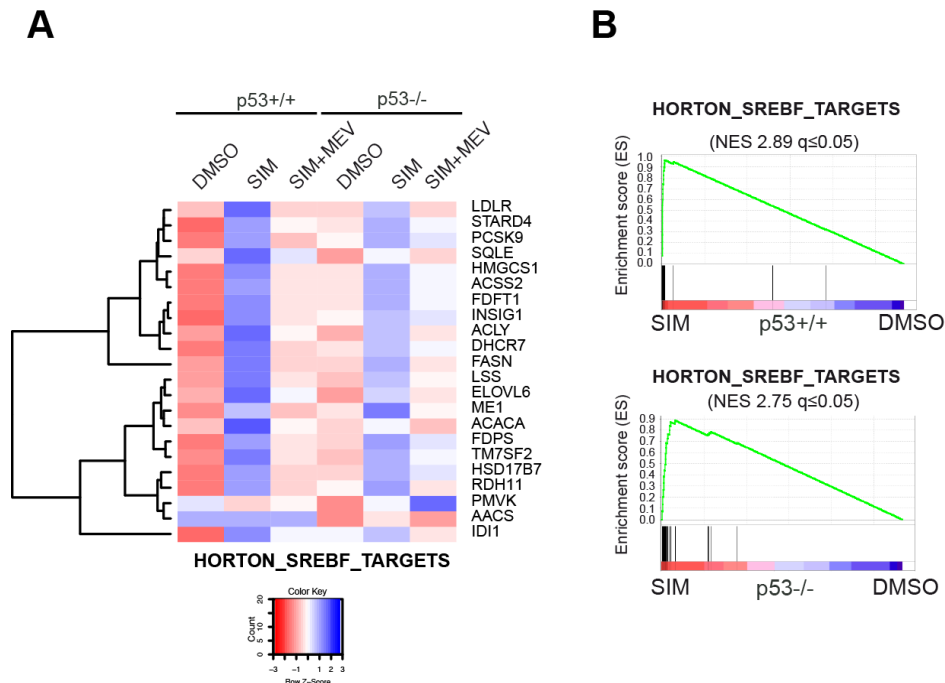 A
B
p53+/+
p53-/-
DMSO
SIM
SIM+MEV
DMSO
SIM
SIM+MEV
LDLR
STARD4
PCSK9
SQLE
HMGCS1
ACSS2
FDFT1
INSIG1
ACLY
DHCR7
FASN
LSS
ELOVL6
ME1
ACACA
FDPS
TM7SF2
HSD17B7
RDH11
PMVK
AACS
IDI1
HORTON_SREBF_TARGETS
Color Key
Count
0 5 10 20
-3 -1 1 2 3
Row Z-Score
HORTON_SREBF_TARGETS
(NES 2.89 q≤0.05)
Enrichment score (ES)
1.0
0.9
0.8
0.7
0.6
0.5
0.4
0.3
0.2
0.1
0.0
SIM p53+/+ DMSO
HORTON_SREBF_TARGETS
(NES 2.75 q≤0.05)
Enrichment score (ES)
0.9
0.8
0.7
0.6
0.5
0.4
0.3
0.2
0.1
0.0
SIM p53-/- DMSO